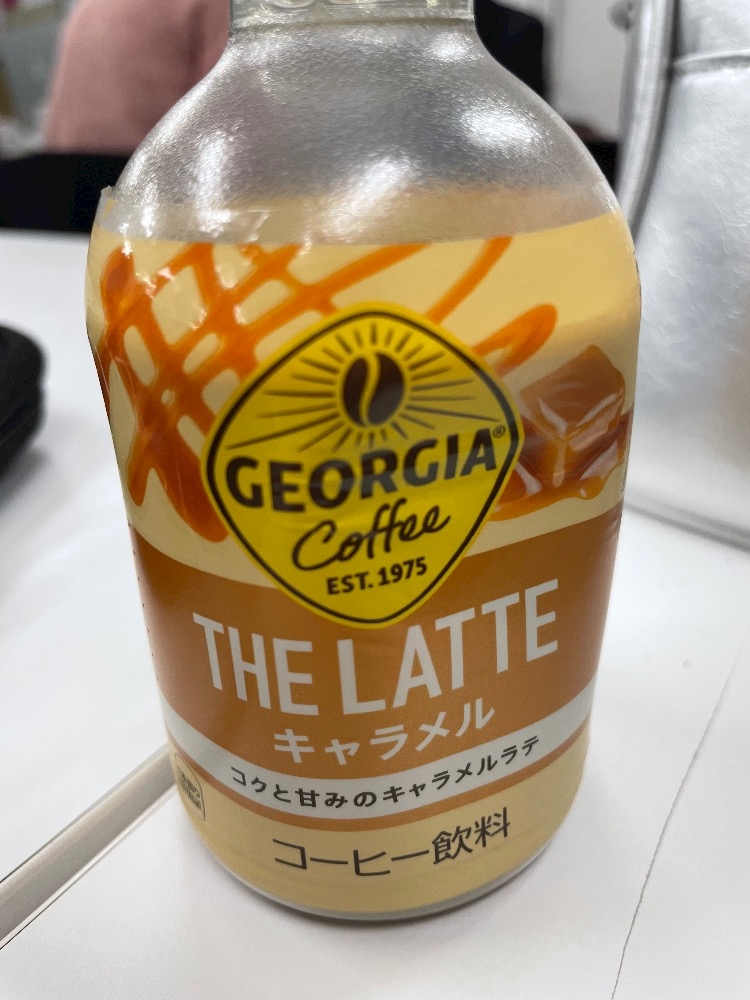 GEORGIA®
Coffee
EST. 1975
THE LATTE
キャラメル
コクと甘みのキャラメルラテ
コーヒー飲料